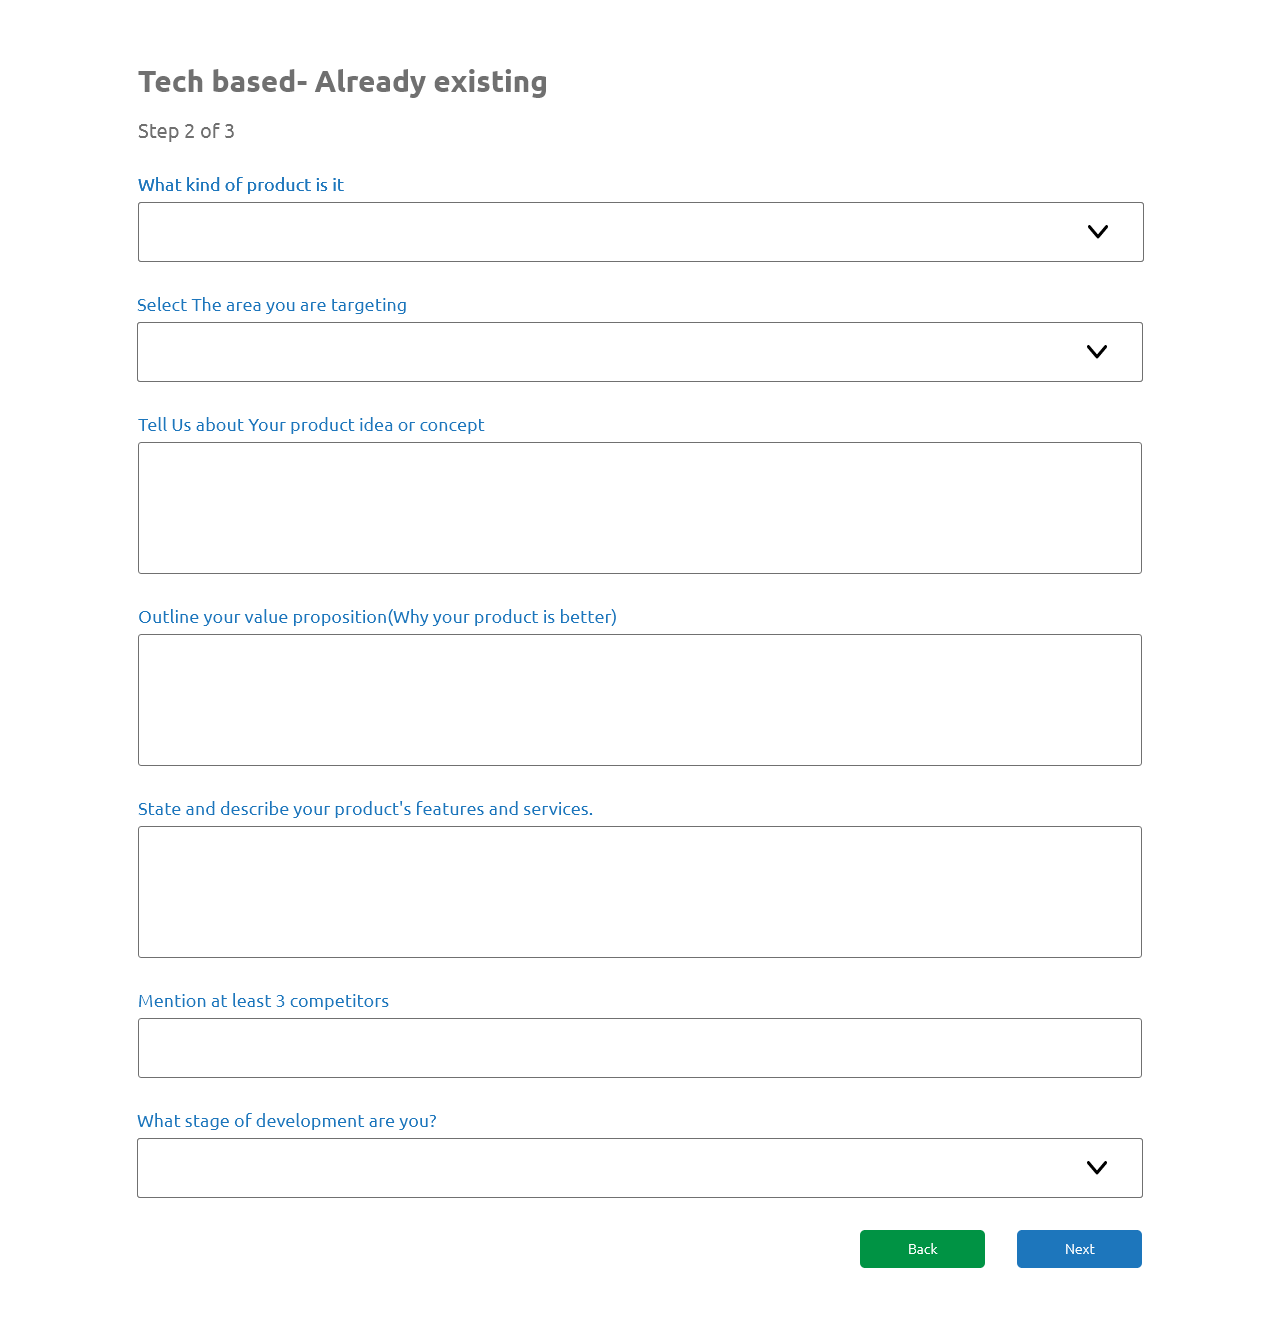 Tech based- Already existing
Step 2 of 3
What kind of product is it
Select The area you are targeting
Tell Us about Your product idea or concept
Outline your value proposition(Why your product is better)
State and describe your product's features and services.
Mention at least 3 competitors
What stage of development are you?
Back
Next